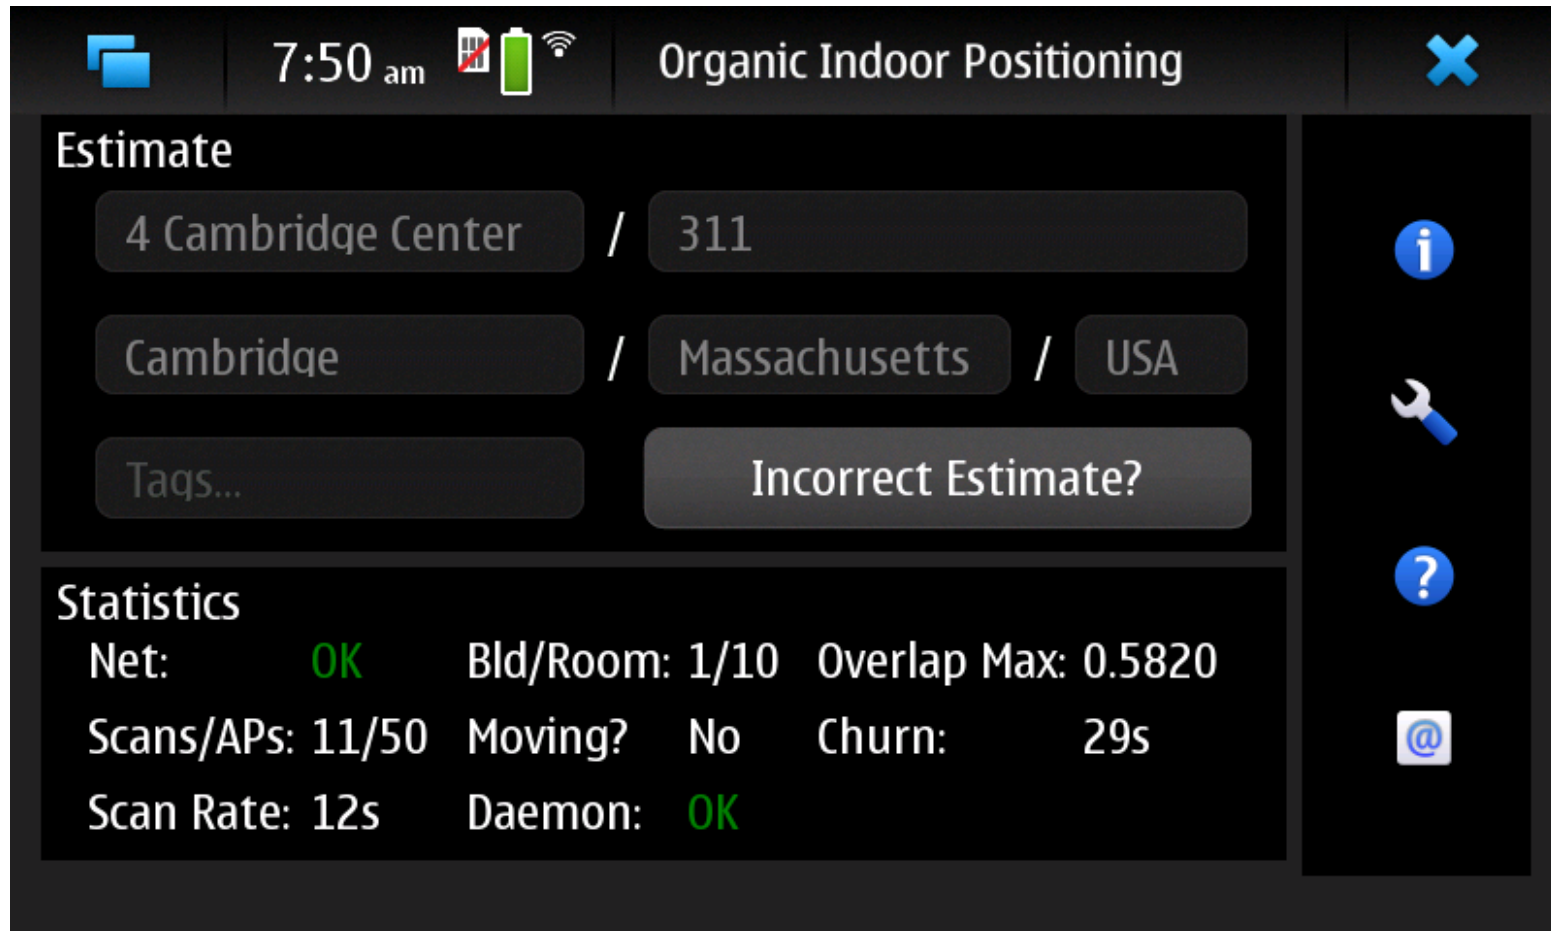 7:50 am Organic Indoor Positioning
Estimate
4 Cambridge Center / 311
Cambridge / Massachusetts / USA
Tags... Incorrect Estimate?
Statistics
Net: OK Bld/Room: 1/10 Overlap Max: 0.5820
Scans/APs: 11/50 Moving? No Churn: 29s
Scan Rate: 12s Daemon: OK